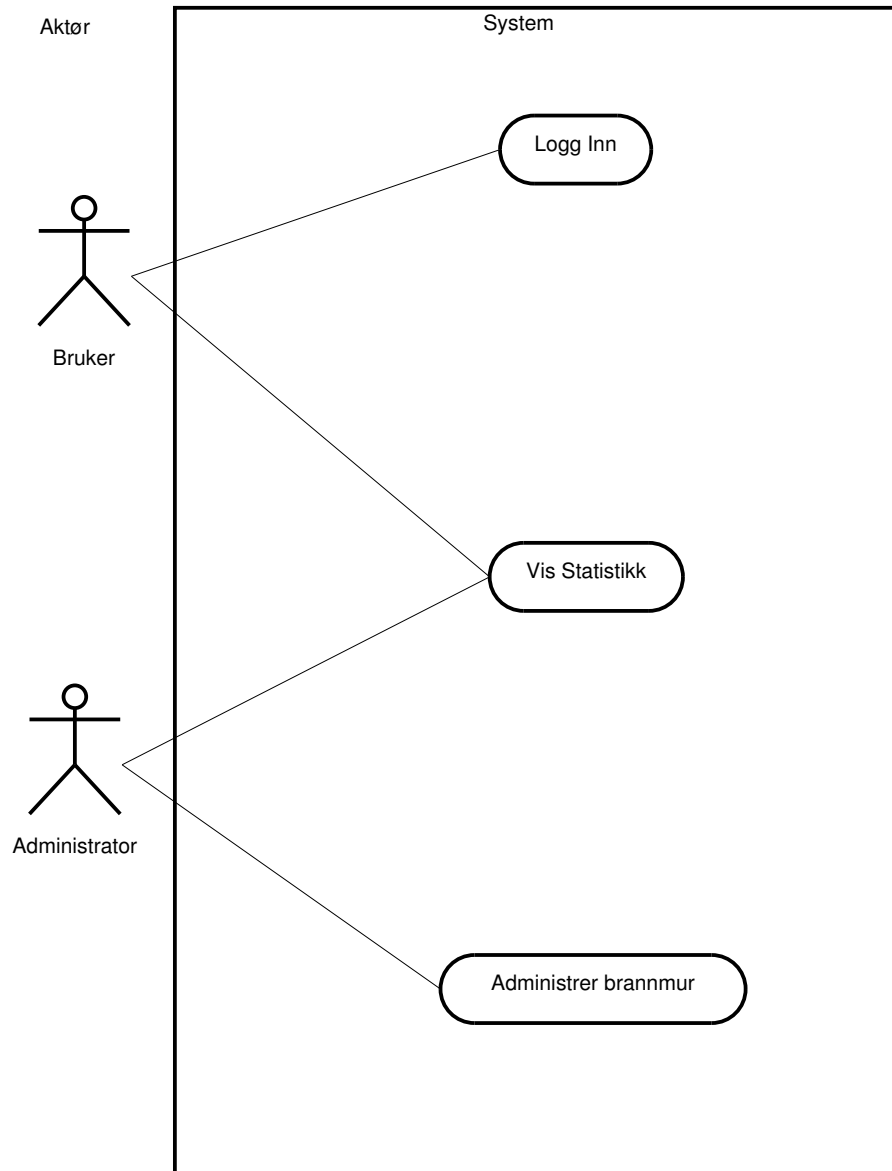 Aktør
System
Logg Inn
Bruker
Vis Statistikk
Administrator
Administrer brannmur